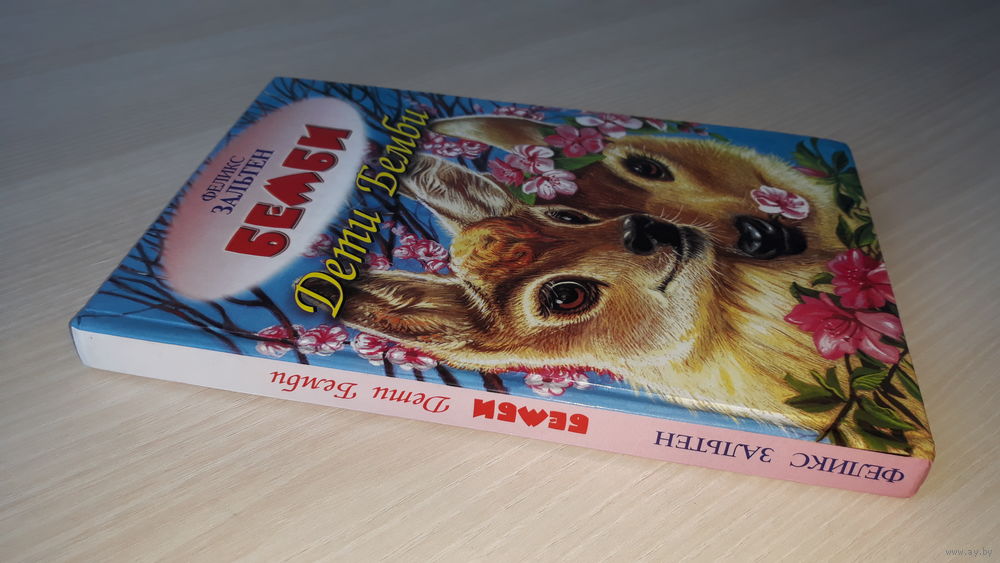 ФЕЛИКС
ЗАЛЬТЕН
БЕМБИ
Дети Бемби
ФЕЛИКС ЗАЛЬТЕН БЕМБИ Дети Бемби
www.ay.by